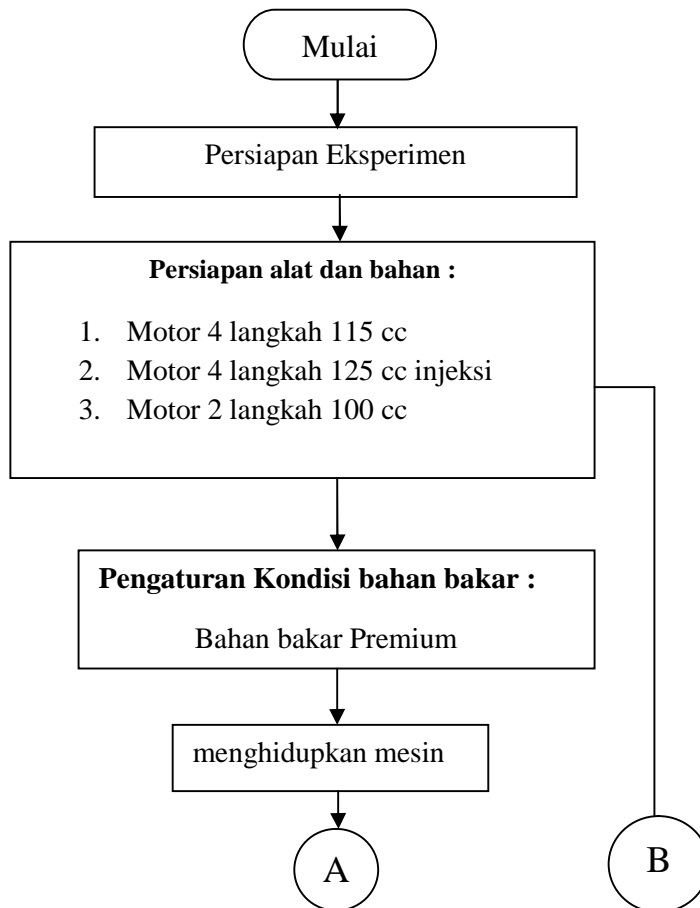 Mulai
Persiapan Eksperimen
Persiapan alat dan bahan :
1. Motor 4 langkah 115 cc
2. Motor 4 langkah 125 cc injeksi
3. Motor 2 langkah 100 cc
Pengaturan Kondisi bahan bakar :
Bahan bakar Premium
menghidupkan mesin
A
B